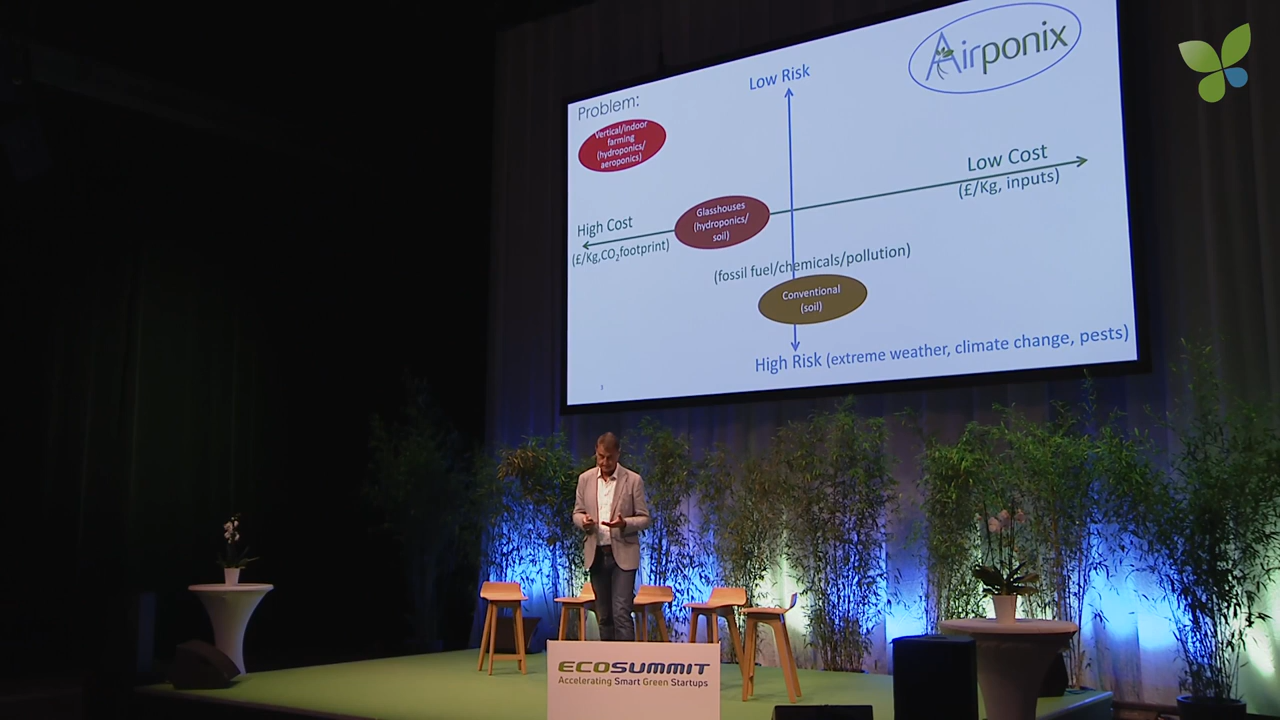 Airponix
Problem:
Low Risk
Vertical/indoor
farming
(hydroponics/
aeroponics)
Low Cost
(£/Kg, inputs)
Glasshouses
(hydroponics/
soil)
High Cost
(£/Kg,CO₂footprint)
(fossil fuel/chemicals/pollution)
Conventional
(soil)
High Risk (extreme weather, climate change, pests)
ECOSUMMIT
Accelerating Smart Green Startups